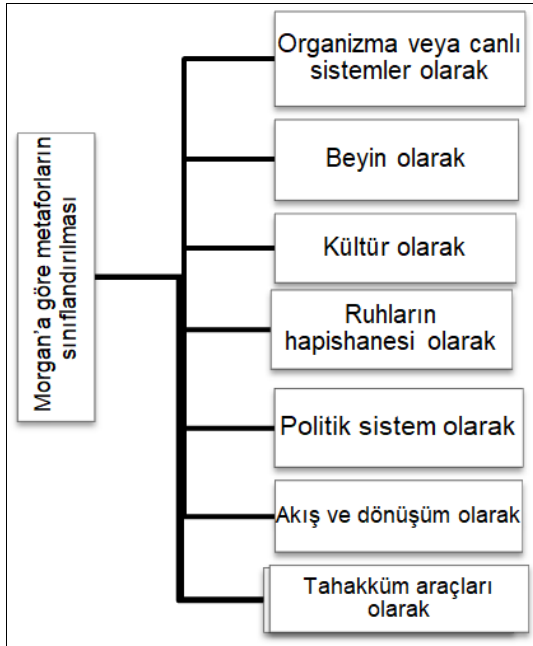 Morgan'a göre metaforların
sınıflandırılması
Organizma veya canlı
sistemler olarak
Beyin olarak
Kültür olarak
Ruhların
hapishanesi olarak
Politik sistem olarak
Akış ve dönüşüm olarak
Tahakküm araçları
olarak